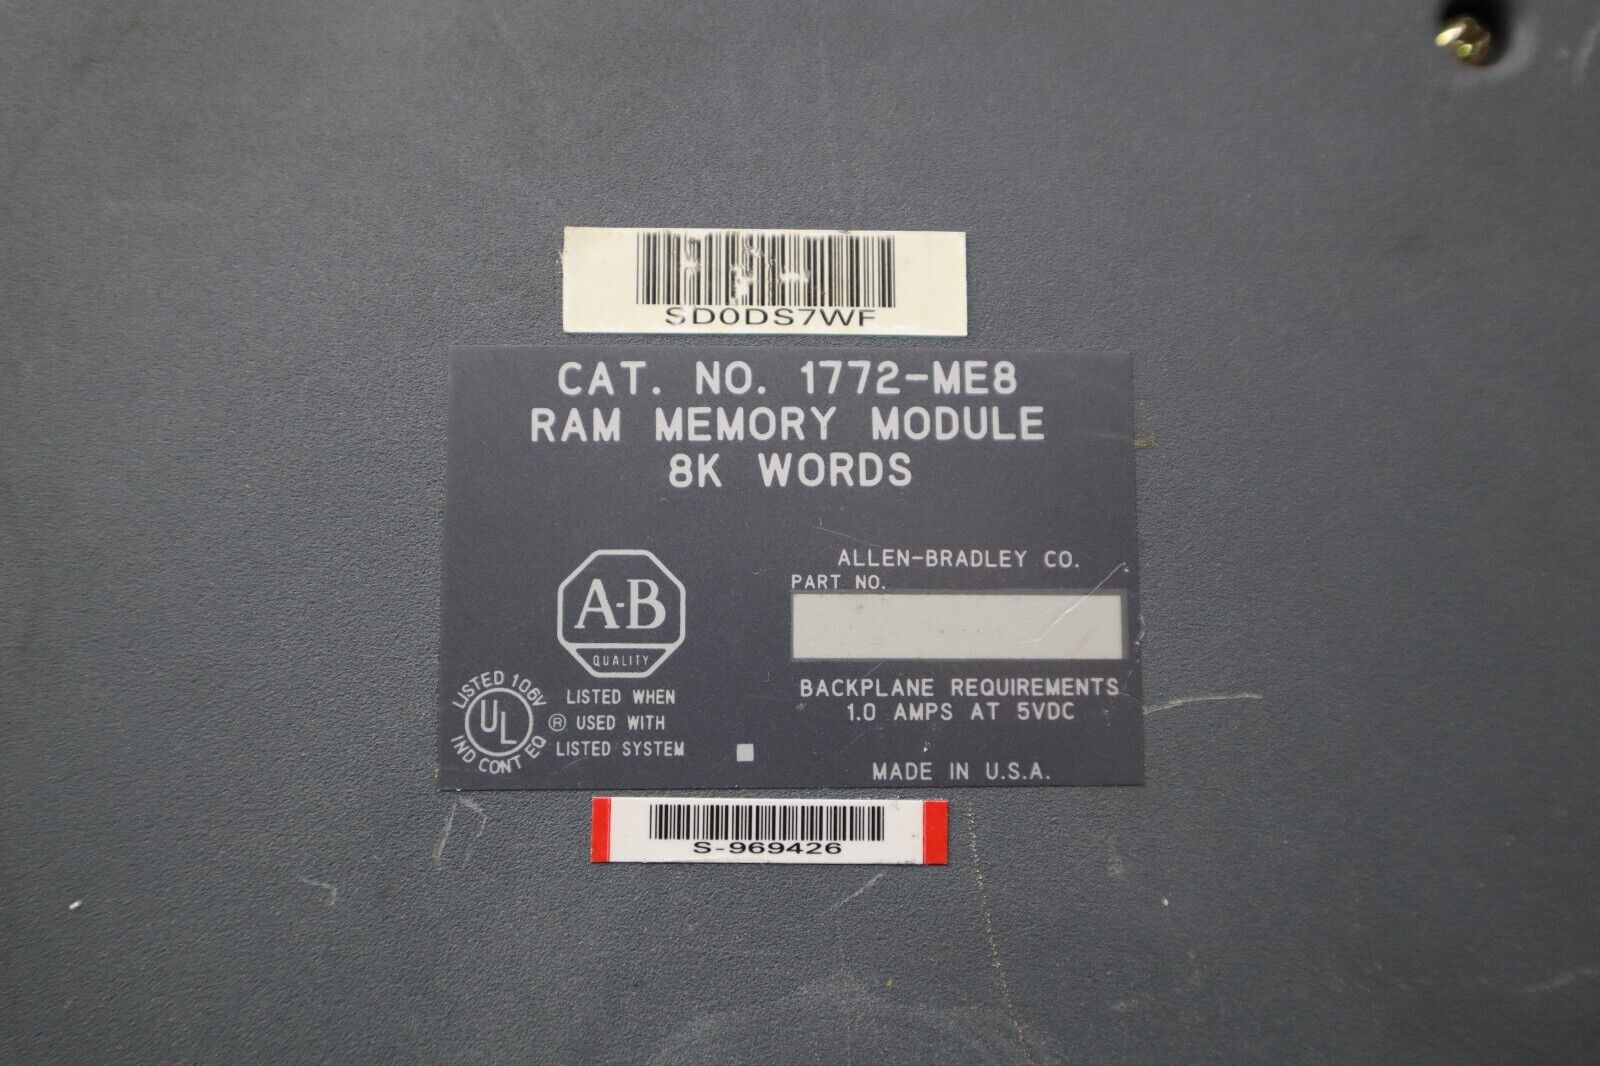 SD0DS7WF
CAT. NO. 1772-ME8
RAM MEMORY MODULE
8K WORDS
A-B
QUALITY
ALLEN-BRADLEY CO.
PART NO.
BACKPLANE REQUIREMENTS
1.0 AMPS AT 5VDC
MADE IN U.S.A.
LISTED 106V
UL
IND CONT EQ
®
LISTED WHEN
USED WITH
LISTED SYSTEM
S-969426